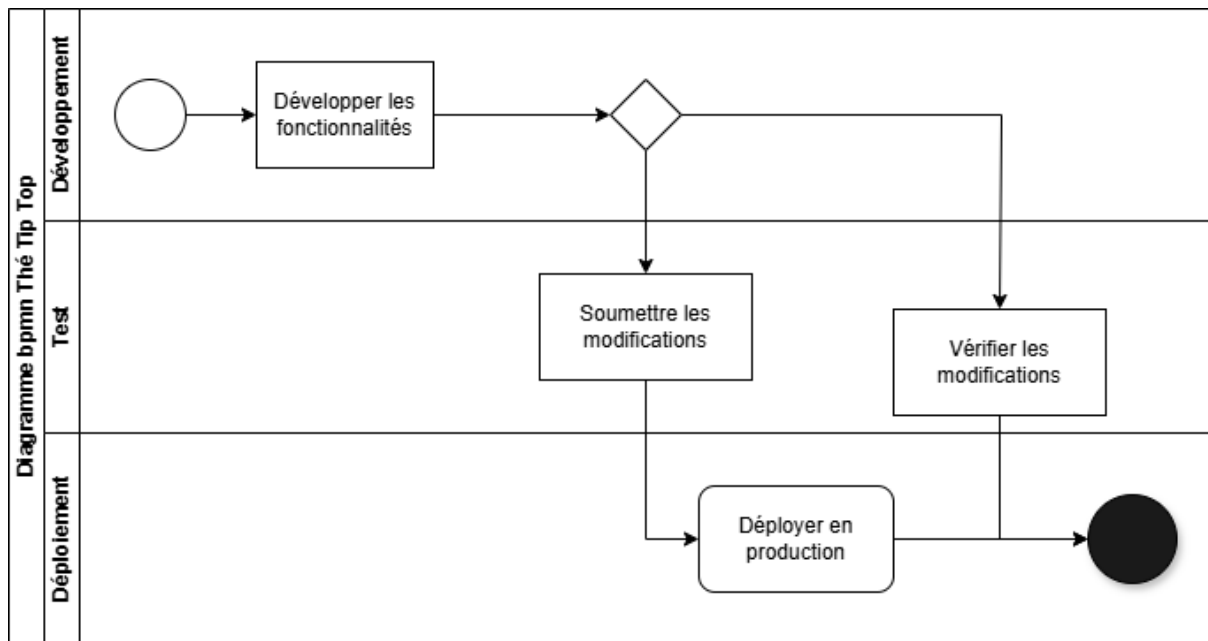 Diagramme bpmn Thé Tip Top
Développement
Développer les
fonctionnalités
Test
Soumettre les
modifications
Vérifier les
modifications
Déploiement
Déployer en
production